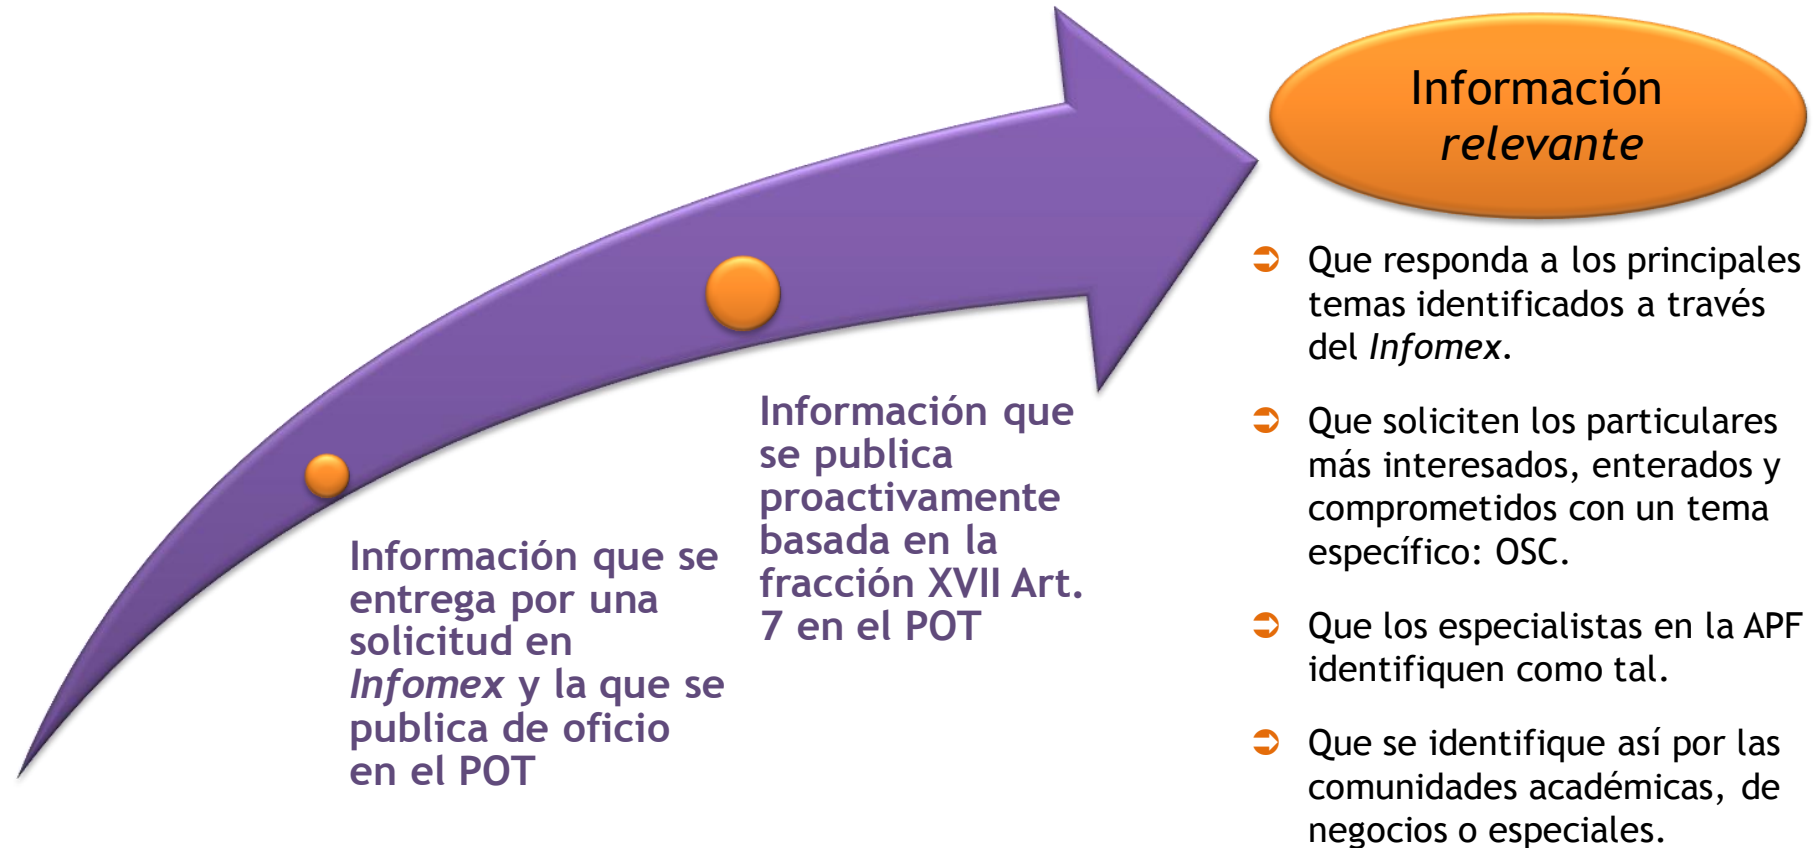 Información
relevante
Que responda a los principales
temas identificados a través
del Infomex.
Que soliciten los particulares
más interesados, enterados y
comprometidos con un tema
específico: OSC.
Que los especialistas en la APF
identifiquen como tal.
Que se identifique así por las
comunidades académicas, de
negocios o especiales.
Información que
se publica
proactivamente
basada en la
fracción XVII Art.
7 en el POT
Información que se
entrega por una
solicitud en
Infomex y la que se
publica de oficio
en el POT